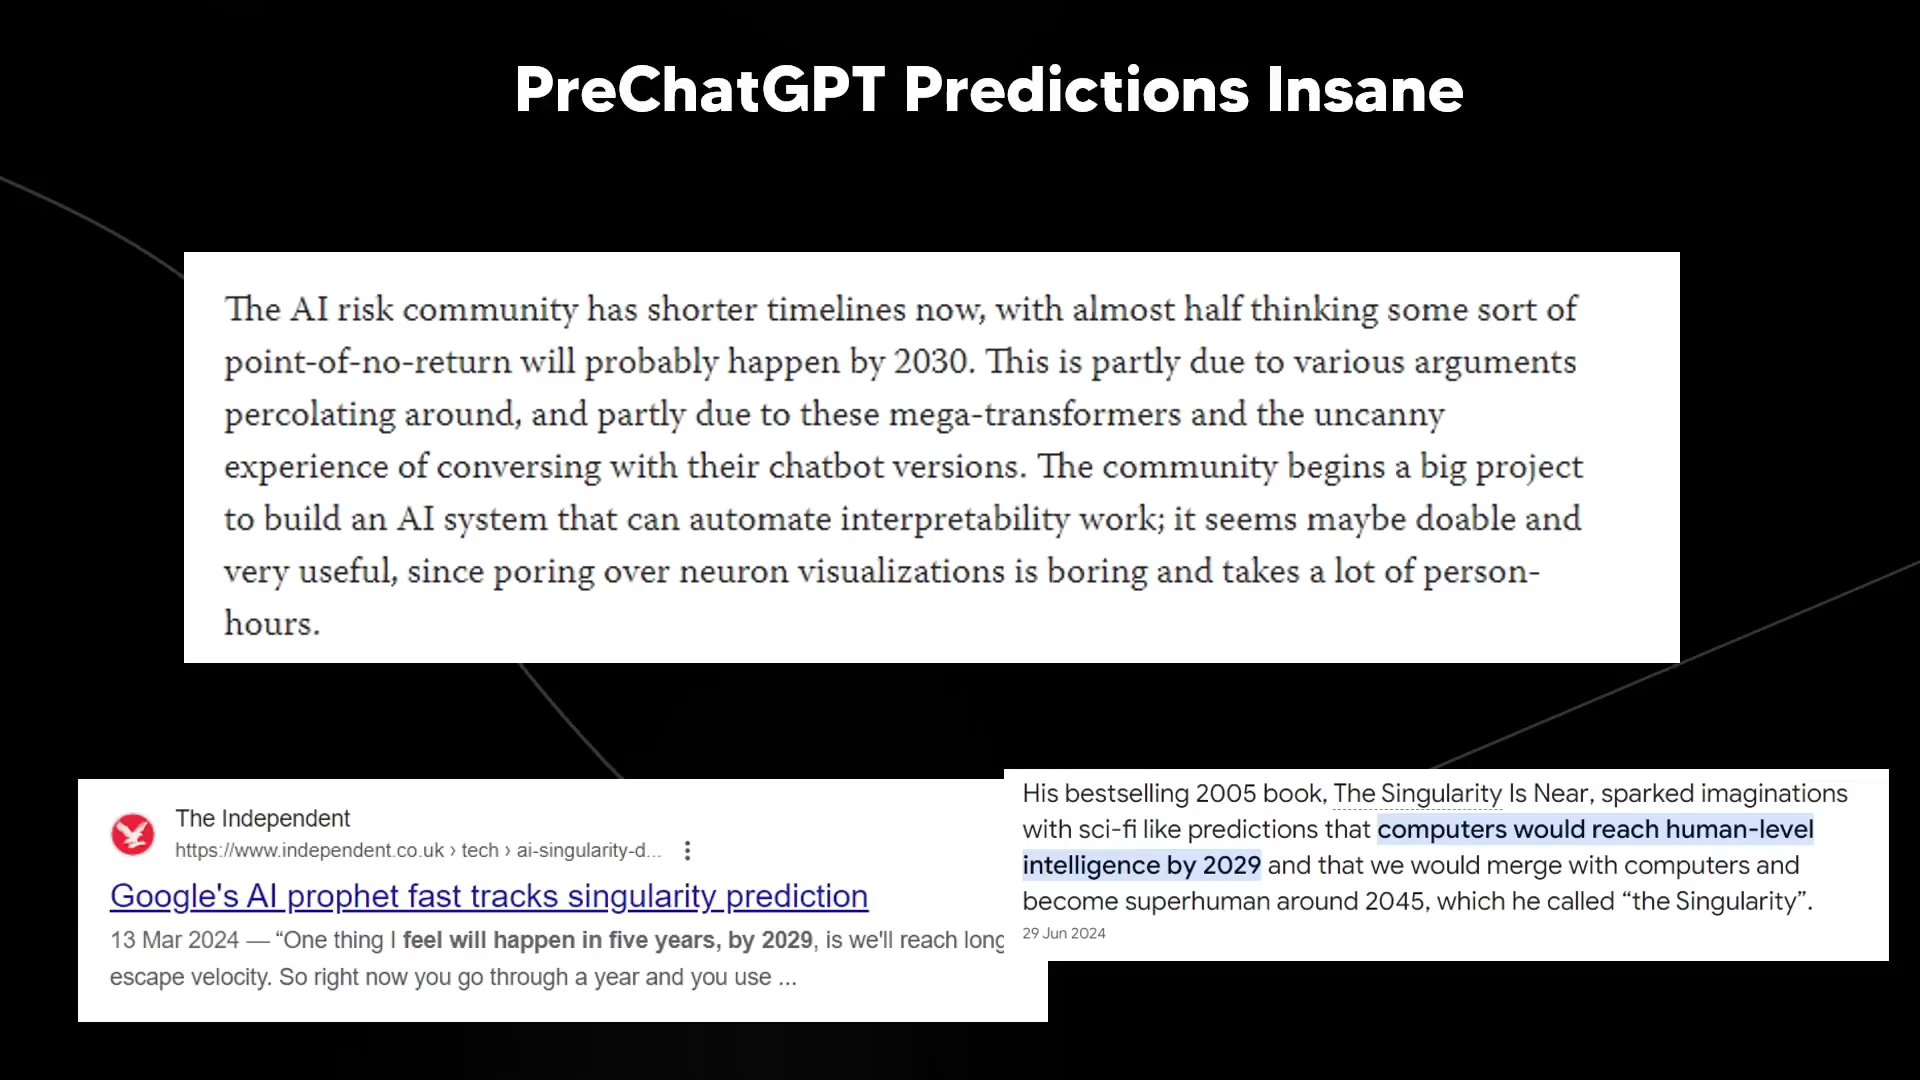 PreChatGPT Predictions Insane
The AI risk community has shorter timelines now, with almost half thinking some sort of
point-of-no-return will probably happen by 2030. This is partly due to various arguments
percolating around, and partly due to these mega-transformers and the uncanny
experience of conversing with their chatbot versions. The community begins a big project
to build an AI system that can automate interpretability work; it seems maybe doable and
very useful, since poring over neuron visualizations is boring and takes a lot of person-
hours.
The Independent
https://www.independent.co.uk › tech › ai-singularity-d...
Google's AI prophet fast tracks singularity prediction
13 Mar 2024 — “One thing I feel will happen in five years, by 2029, is we'll reach long
escape velocity. So right now you go through a year and you use ...
His bestselling 2005 book, The Singularity Is Near, sparked imaginations
with sci-fi like predictions that computers would reach human-level
intelligence by 2029 and that we would merge with computers and
become superhuman around 2045, which he called “the Singularity”.
29 Jun 2024